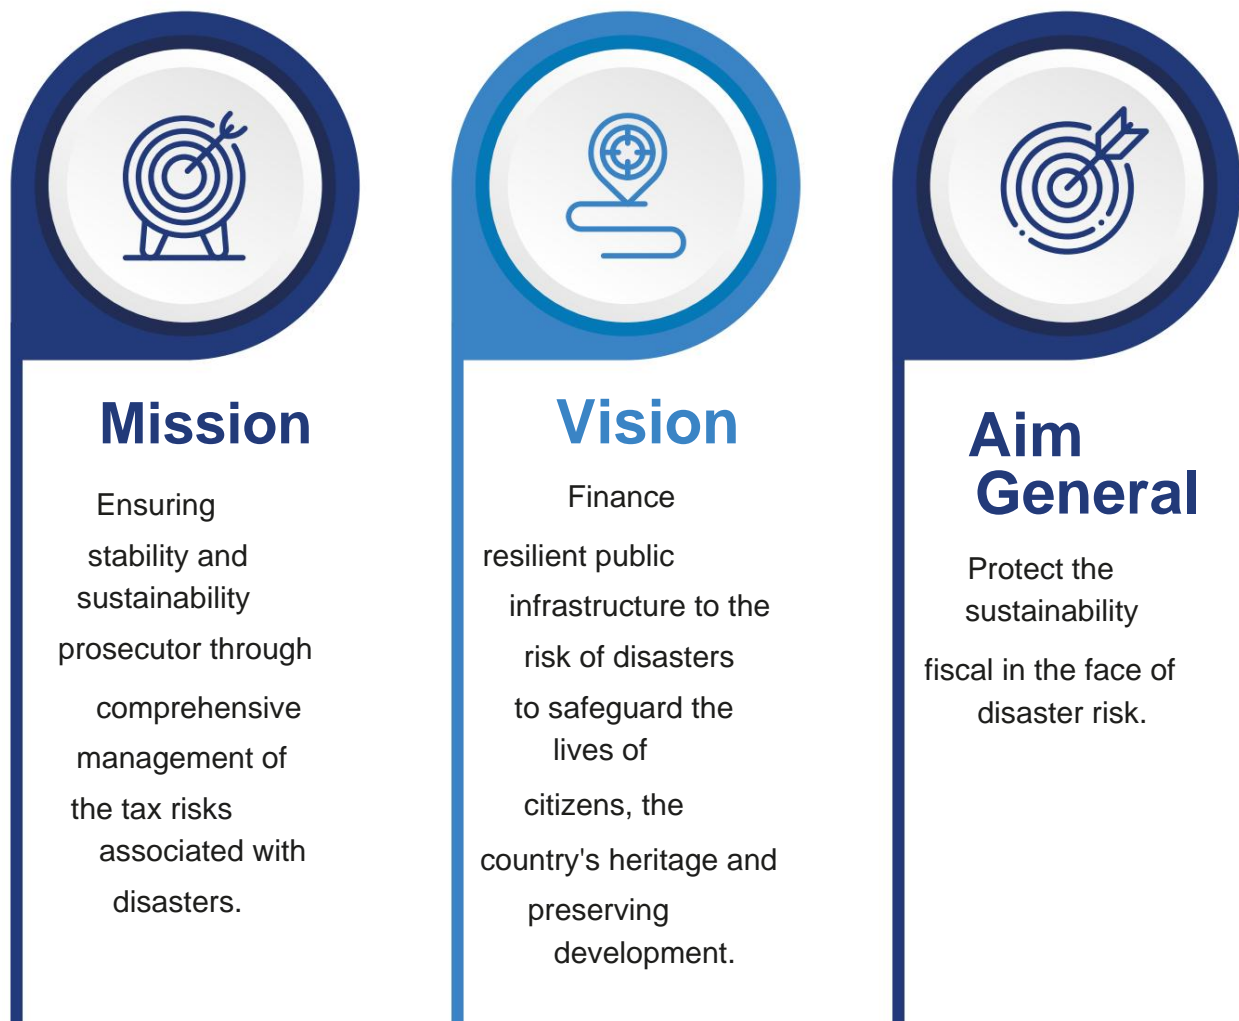 Mission
Ensuring
stability and
sustainability
prosecutor through
comprehensive
management of
the tax risks
associated with
disasters.
Vision
Finance
resilient public
infrastructure to the
risk of disasters
to safeguard the
lives of
citizens, the
country's heritage and
preserving
development.
Aim
General
Protect the
sustainability
fiscal in the face of
disaster risk.